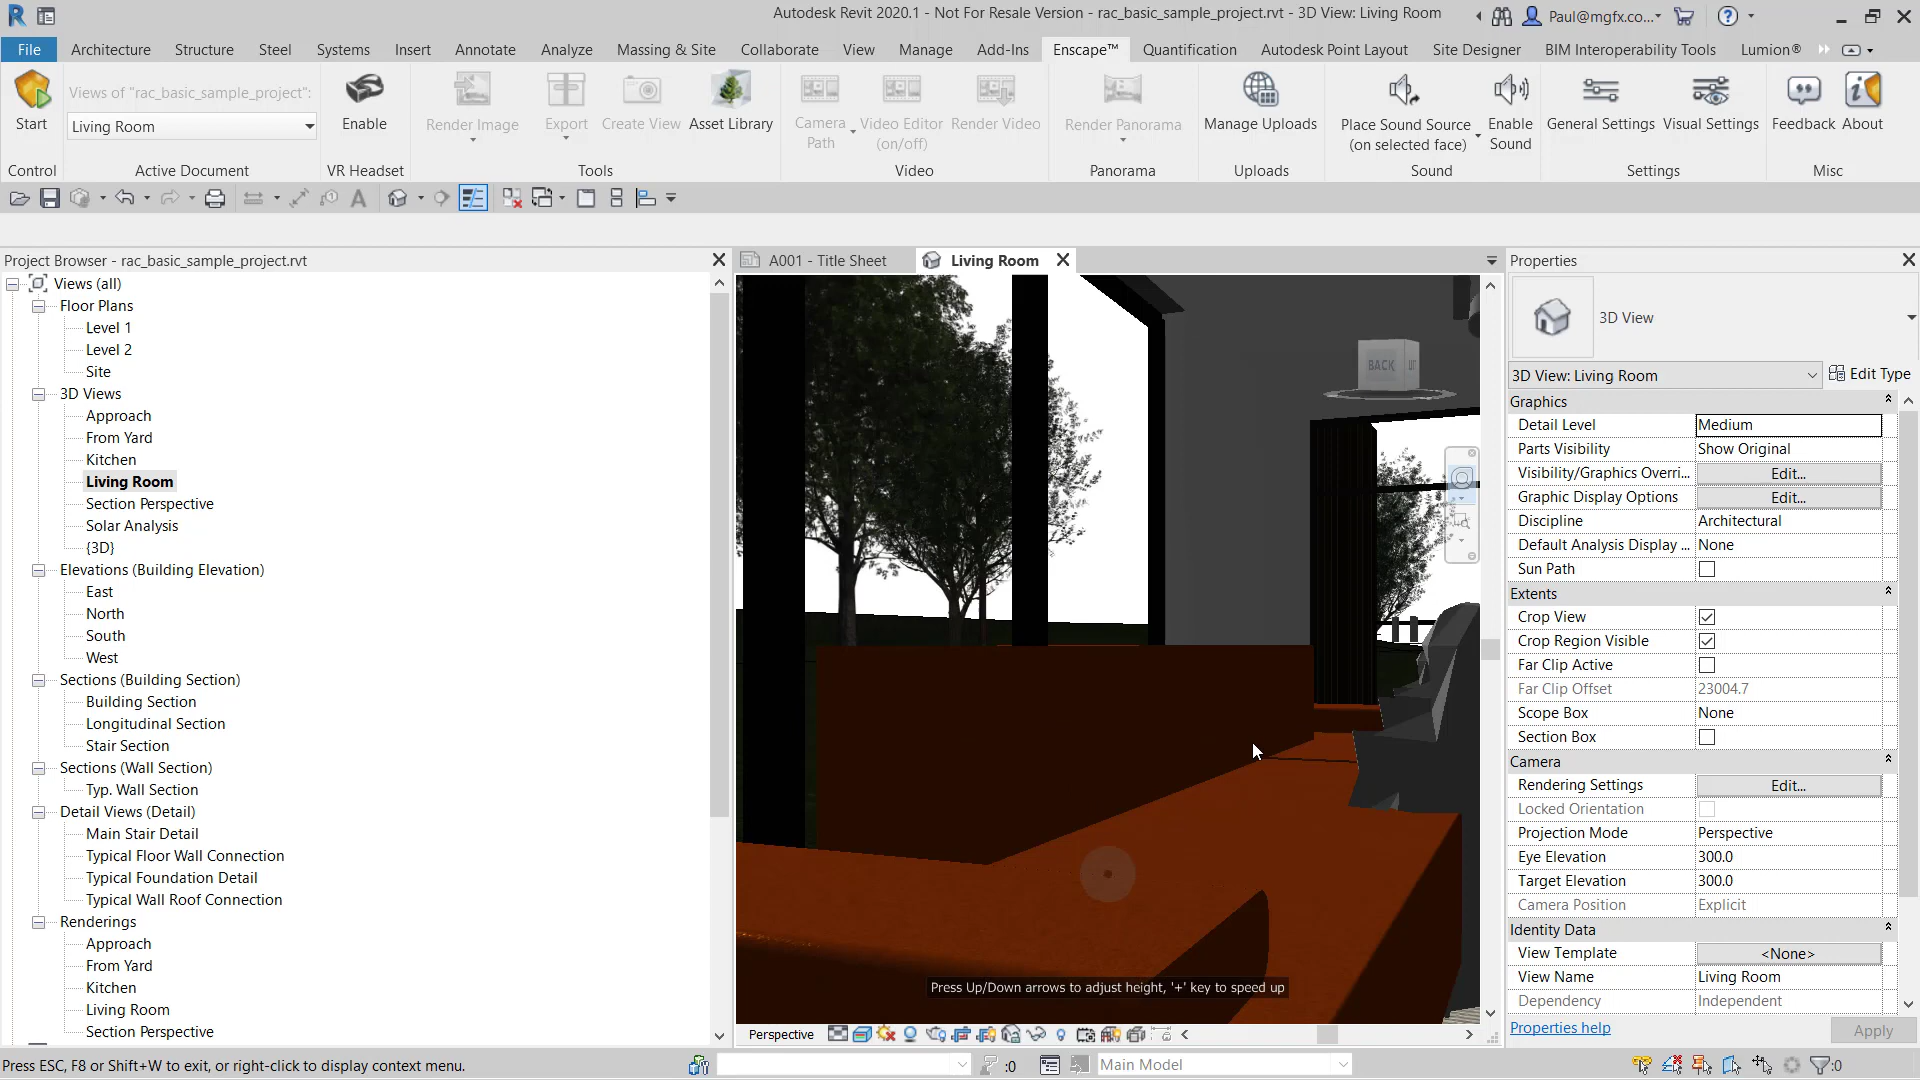 Autodesk Revit 2020.1 - Not For Resale Version - rac_basic_sample_project.rvt - 3D View: Living Room
Paul@mgfx.co...
File
Architecture
Structure
Steel
Systems
Insert
Annotate
Analyze
Massing & Site
Collaborate
View
Manage
Add-Ins
Enscape™
Quantification
Autodesk Point Layout
Site Designer
BIM Interoperability Tools
Lumion®
Start
Views of "rac_basic_sample_project":
Living Room
Enable
Render Image
Export
Create View
Asset Library
Camera
Path
Video Editor
(on/off)
Render Video
Render Panorama
Manage Uploads
Place Sound Source
(on selected face)
Enable
Sound
General Settings
Visual Settings
Feedback
About
Control
Active Document
VR Headset
Tools
Video
Panorama
Uploads
Sound
Settings
Misc
Project Browser - rac_basic_sample_project.rvt
Views (all)
Floor Plans
Level 1
Level 2
Site
3D Views
Approach
From Yard
Kitchen
Living Room
Section Perspective
Solar Analysis
{3D}
Elevations (Building Elevation)
East
North
South
West
Sections (Building Section)
Building Section
Longitudinal Section
Stair Section
Sections (Wall Section)
Typ. Wall Section
Detail Views (Detail)
Main Stair Detail
Typical Floor Wall Connection
Typical Foundation Detail
Typical Wall Roof Connection
Renderings
Approach
From Yard
Kitchen
Living Room
Section Perspective
A001 - Title Sheet
Living Room
BACK
Press Up/Down arrows to adjust height, '+' key to speed up
Perspective
Properties
3D View
3D View: Living Room
Edit Type
Graphics
Detail Level
Medium
Parts Visibility
Show Original
Visibility/Graphics Overri...
Edit...
Graphic Display Options
Edit...
Discipline
Architectural
Default Analysis Display ...
None
Sun Path
Extents
Crop View
Crop Region Visible
Far Clip Active
Far Clip Offset
23004.7
Scope Box
None
Section Box
Camera
Rendering Settings
Edit...
Locked Orientation
Projection Mode
Perspective
Eye Elevation
300.0
Target Elevation
300.0
Camera Position
Explicit
Identity Data
View Template
<None>
View Name
Living Room
Dependency
Independent
Properties help
Apply
Press ESC, F8 or Shift+W to exit, or right-click to display context menu.
:0
Main Model
:0